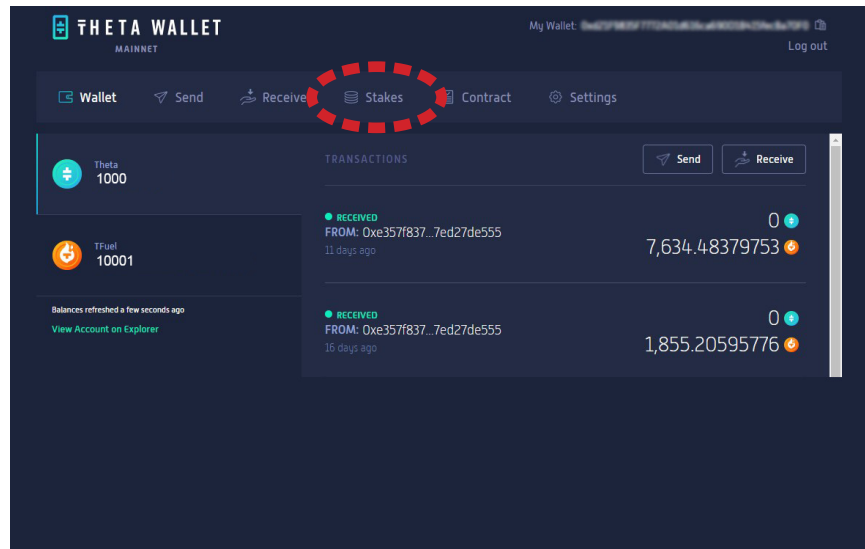 THETA WALLET
MAINNET
My Wallet:
Log out
Wallet Send Receive Stakes Contract Settings
Theta
1000
TFuel
10001
Balances refreshed a few seconds ago
View Account on Explorer
TRANSACTIONS
Send Receive
RECEIVED
FROM: 0xe357f837...7ed27de555
11 days ago
0
7,634.48379753
RECEIVED
FROM: 0xe357f837...7ed27de555
16 days ago
0
1,855.20595776